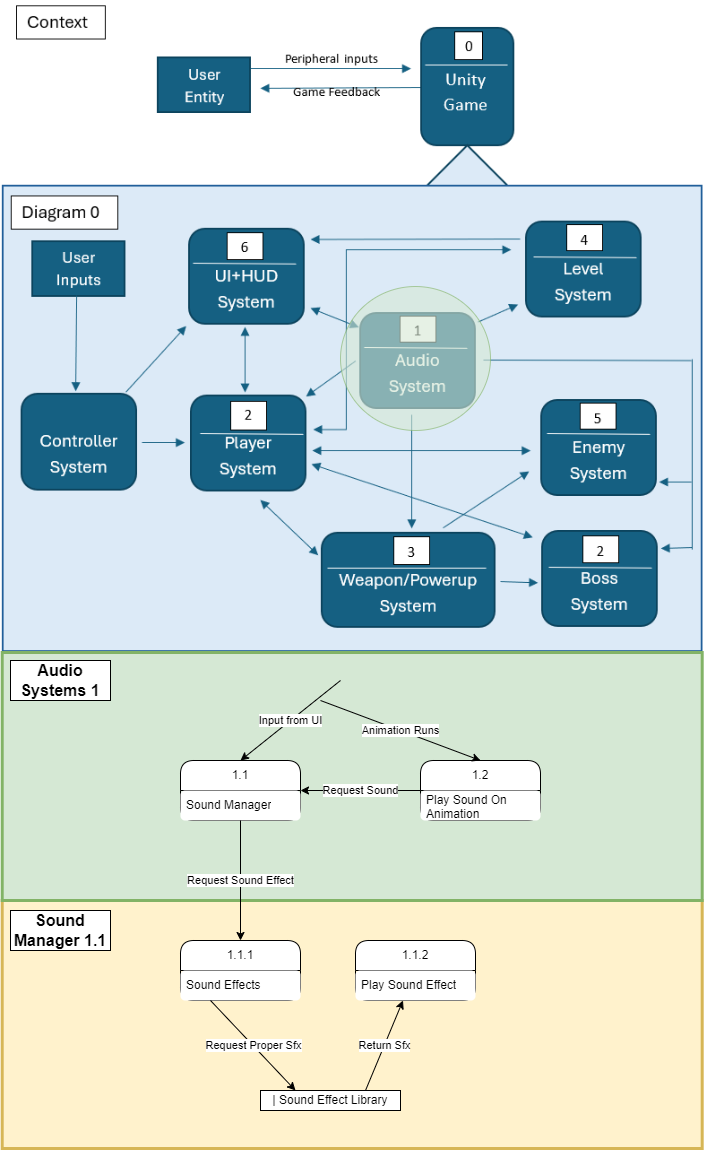 Context
0
Unity
Game
User
Entity
Peripheral inputs
Game Feedback
Diagram 0
User
Inputs
6
UI+HUD
System
4
Level
System
1
Audio
System
Controller
System
2
Player
System
5
Enemy
System
3
Weapon/Powerup
System
2
Boss
System
Audio
Systems 1
Input from UI
Animation Runs
1.1
Sound Manager
Request Sound
1.2
Play Sound On
Animation
Request Sound Effect
Sound
Manager 1.1
1.1.1
Sound Effects
1.1.2
Play Sound Effect
Request Proper Sfx
Return Sfx
| Sound Effect Library